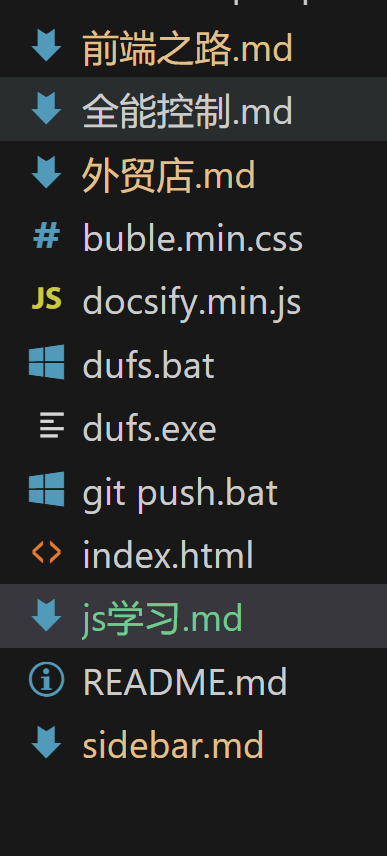 前端之路.md
全能控制.md
外贸店.md
# buble.min.css
JS docsify.min.js
dufs.bat
dufs.exe
git push.bat
<> index.html
js学习.md
README.md
sidebar.md